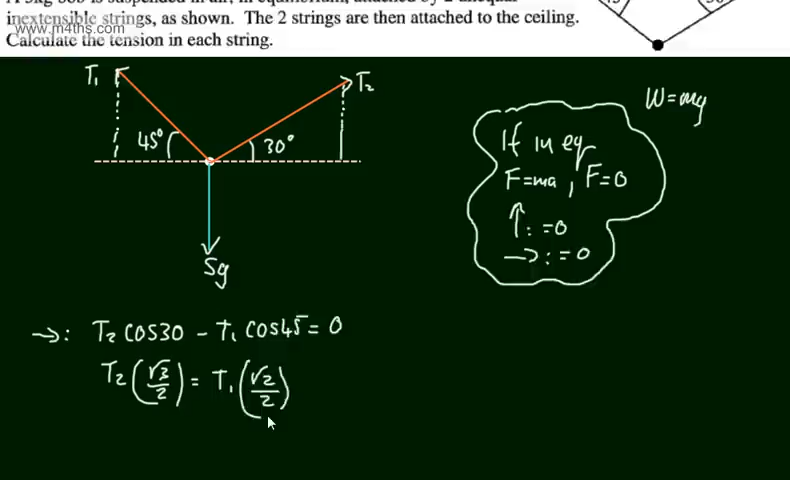 inextensible strings, as shown. The 2 strings are then attached to the ceiling.
www.m4ths.com
Calculate the tension in each string.
T₁
T₂
W=mg
45°
30°
If in eq
F=ma, F=0
↑: =0
→: =0
5g
→: T₂ cos30 - T₁ cos45 = 0
T₂(√3/2) = T₁(√2/2)